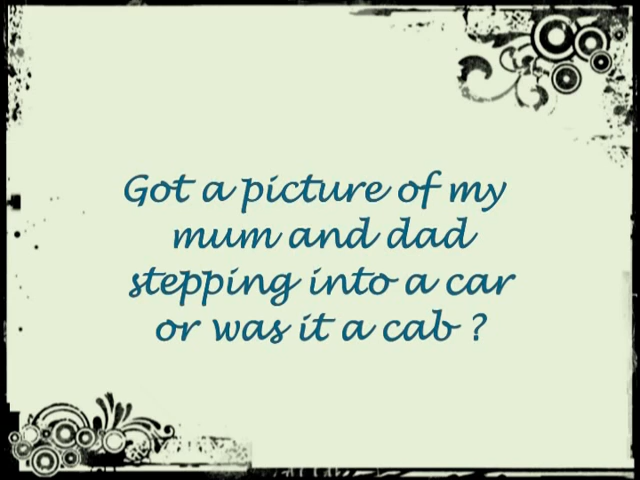 Got a picture of my
mum and dad
stepping into a car
or was it a cab ?